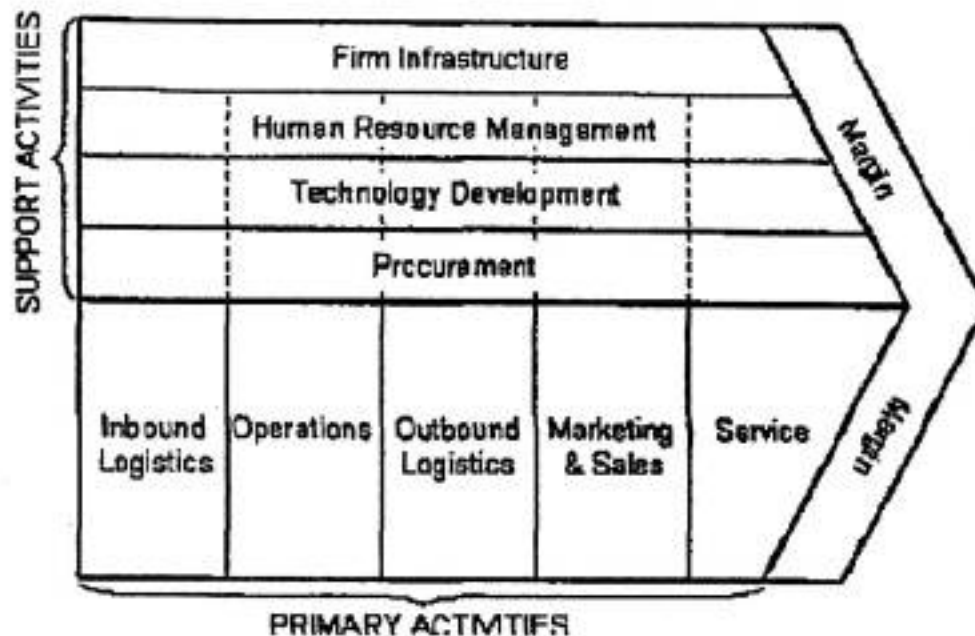 SUPPORT ACTIVITIES
Firm Infrastructure
Human Resource Management
Technology Development
Procurement
Margin
Inbound
Logistics
Operations
Outbound
Logistics
Marketing
& Sales
Service
Margin
PRIMARY ACTIVITIES